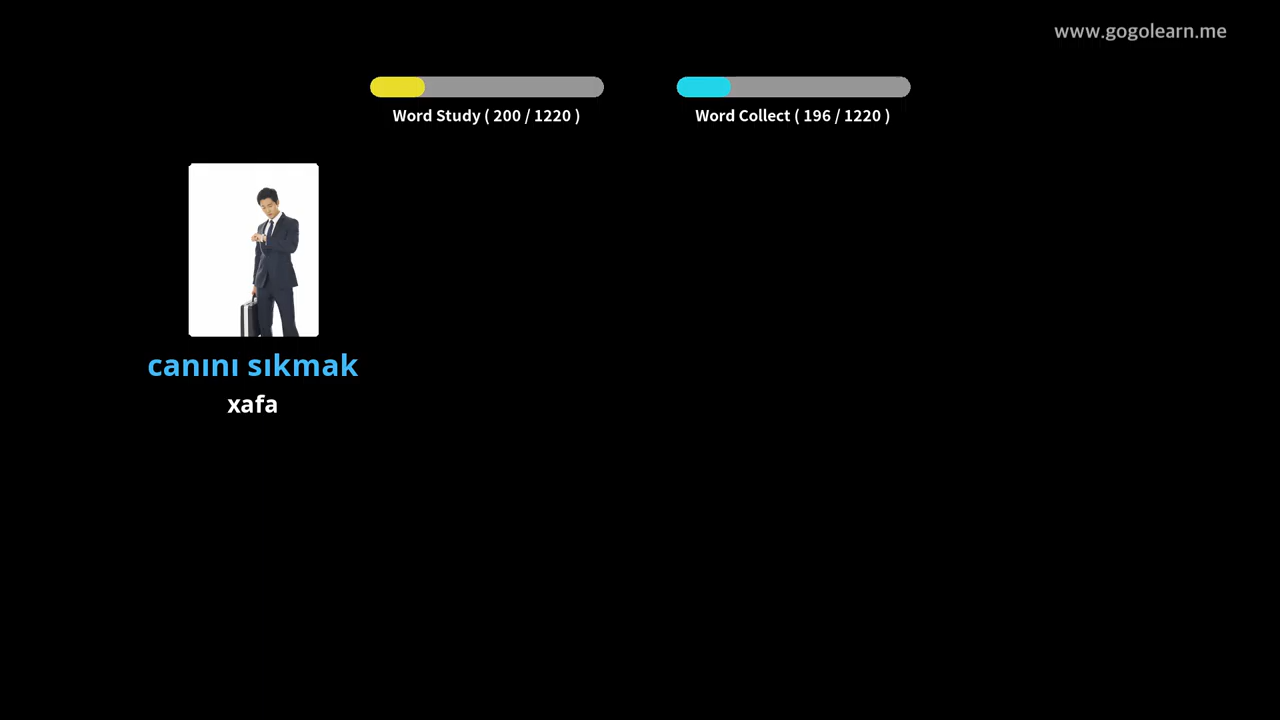 www.gogolearn.me
Word Study ( 200 / 1220 )
Word Collect ( 196 / 1220 )
canını sıkmak
xafa